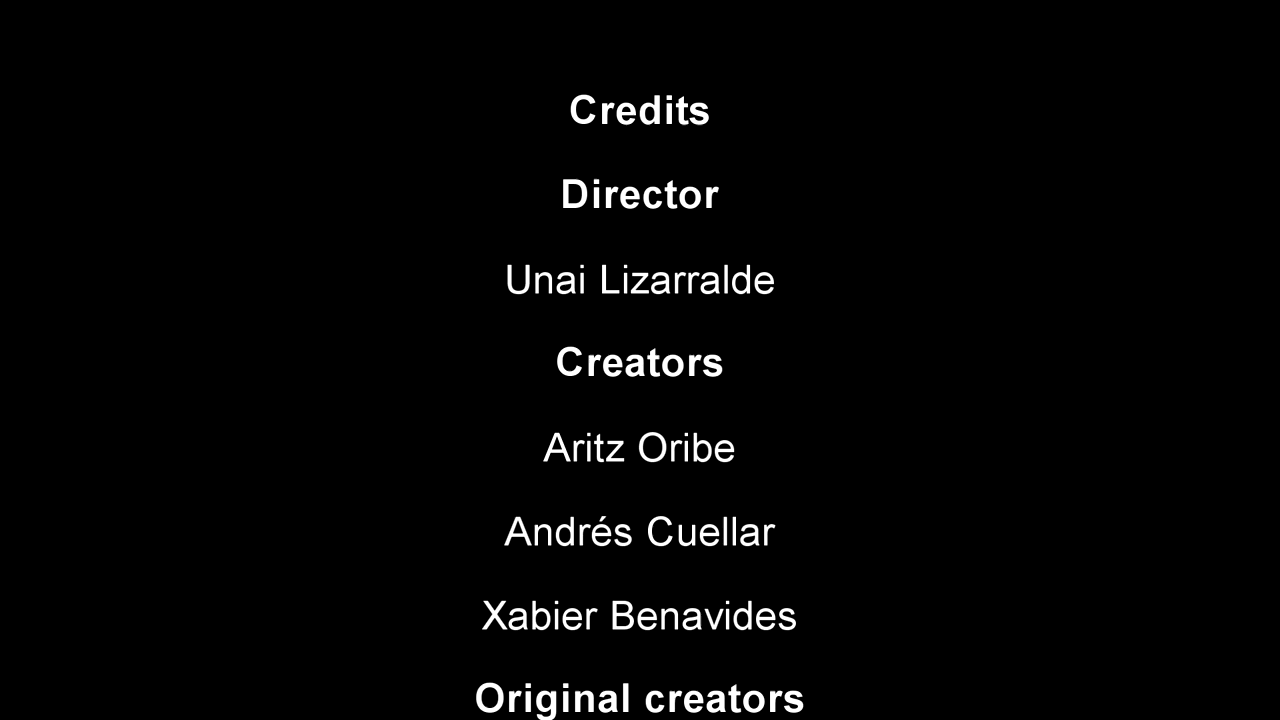 Credits
Director
Unai Lizarralde
Creators
Aritz Oribe
Andrés Cuellar
Xabier Benavides
Original creators